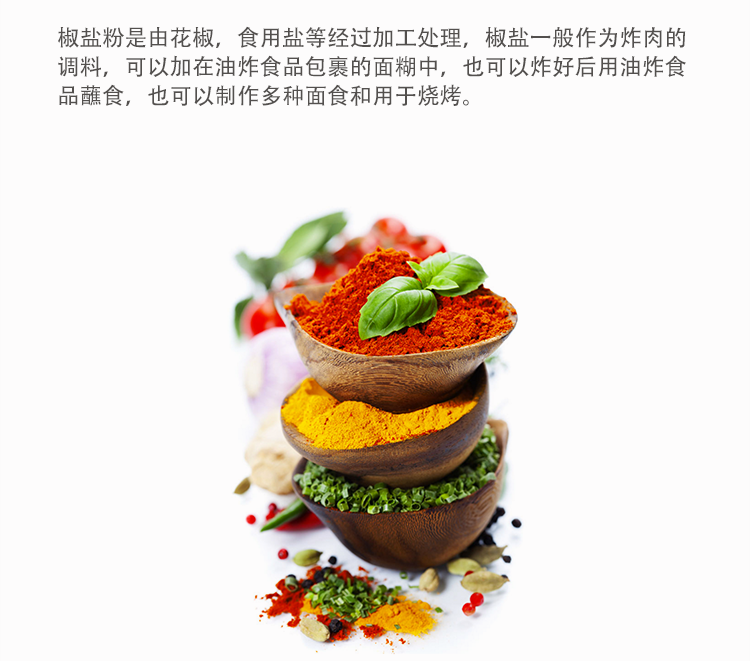 椒盐粉是由花椒，食用盐等经过加工处理，椒盐一般作为炸肉的
调料，可以加在油炸食品包裹的面糊中，也可以炸好后用油炸食
品蘸食，也可以制作多种面食和用于烧烤。